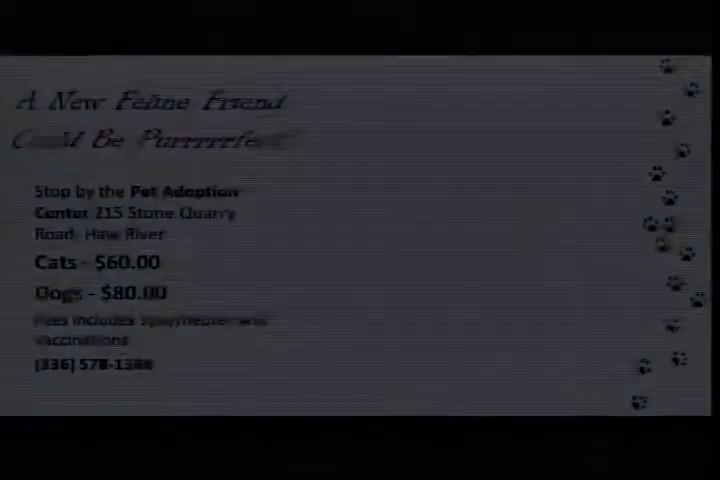 A New Feline Friend
Could Be Purrrrrfect!
Stop by the Pet Adoption
Center 215 Stone Quarry
Road, Haw River
Cats - $60.00
Dogs - $80.00
Fees includes spay/neuter and
vaccinations
(336) 578-